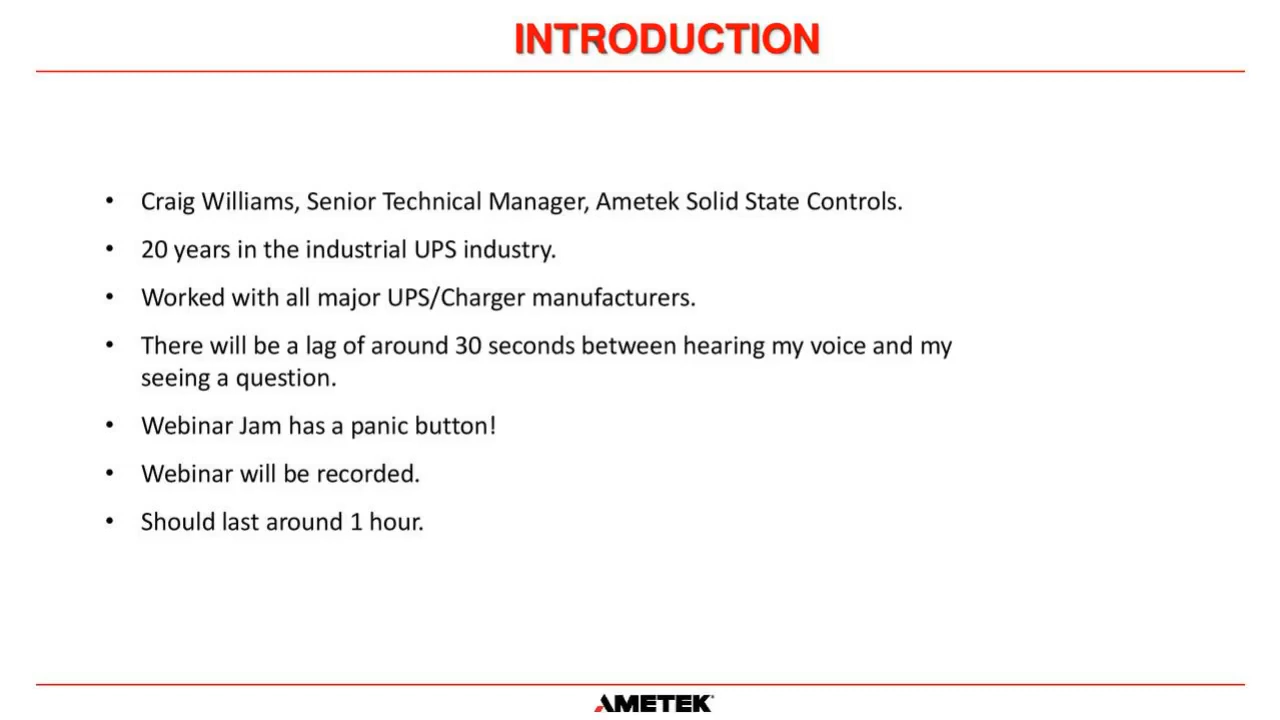 INTRODUCTION
• Craig Williams, Senior Technical Manager, Ametek Solid State Controls.
• 20 years in the industrial UPS industry.
• Worked with all major UPS/Charger manufacturers.
• There will be a lag of around 30 seconds between hearing my voice and my
seeing a question.
• Webinar Jam has a panic button!
• Webinar will be recorded.
• Should last around 1 hour.
AMETEK